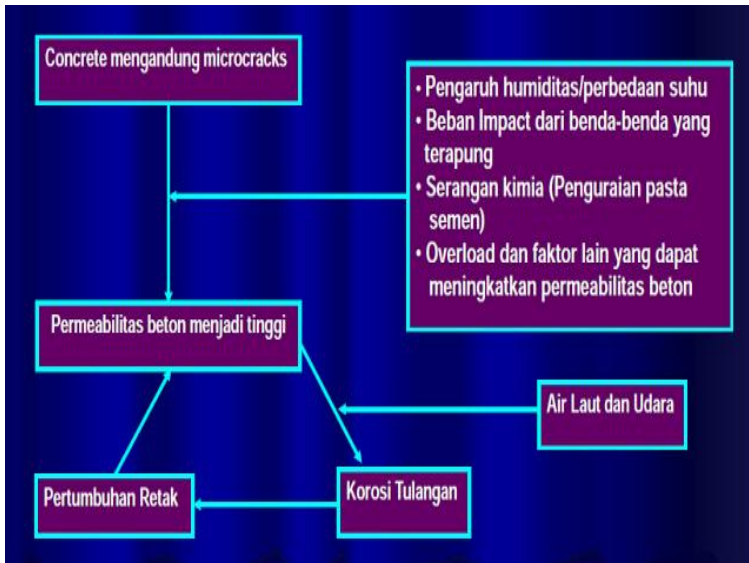 Concrete mengandung microcracks
• Pengaruh humiditas/perbedaan suhu
• Beban Impact dari benda-benda yang
terapung
• Serangan kimia (Penguraian pasta
semen)
• Overload dan faktor lain yang dapat
meningkatkan permeabilitas beton
Permeabilitas beton menjadi tinggi
Air Laut dan Udara
Pertumbuhan Retak
Korosi Tulangan